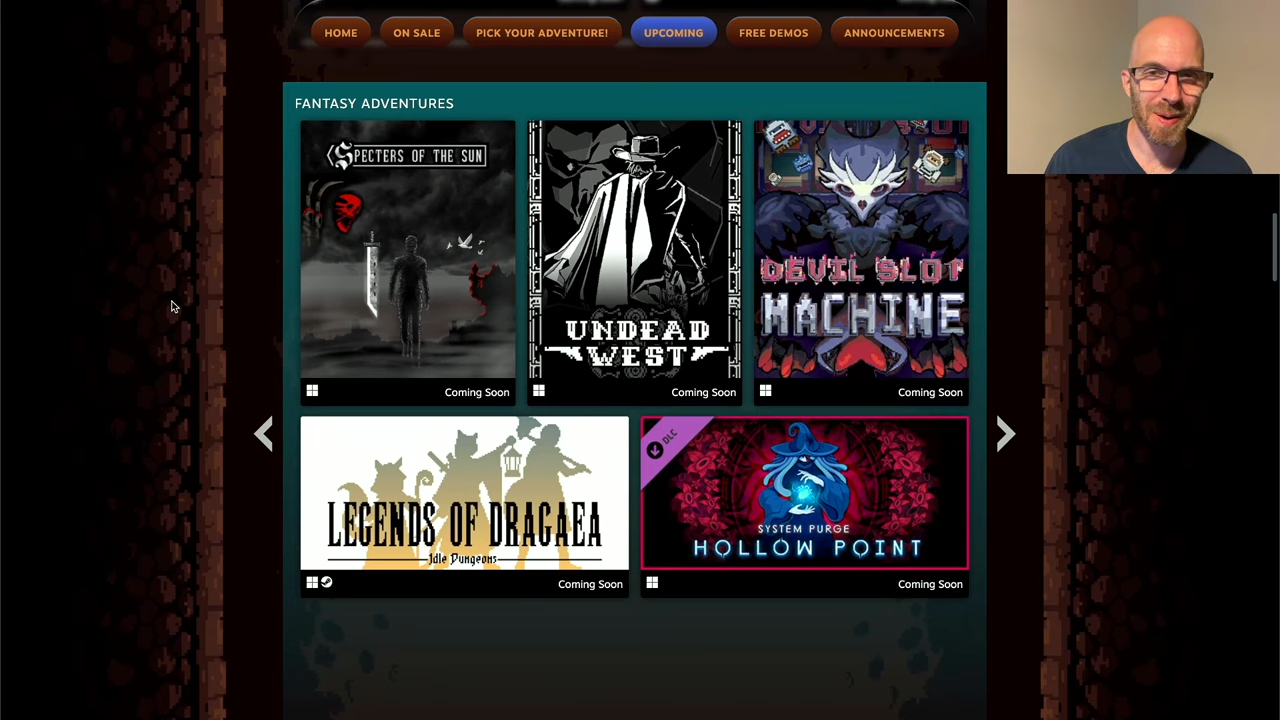 HOME
ON SALE
PICK YOUR ADVENTURE!
UPCOMING
FREE DEMOS
ANNOUNCEMENTS
FANTASY ADVENTURES
SPECTERS OF THE SUN
UNDEAD
WEST
DEVIL SLOT
MACHINE
Coming Soon
Coming Soon
Coming Soon
LEGENDS OF DRAGAEA
Idle Dungeons
DLC
SYSTEM PURGE
HOLLOW POINT
Coming Soon
Coming Soon